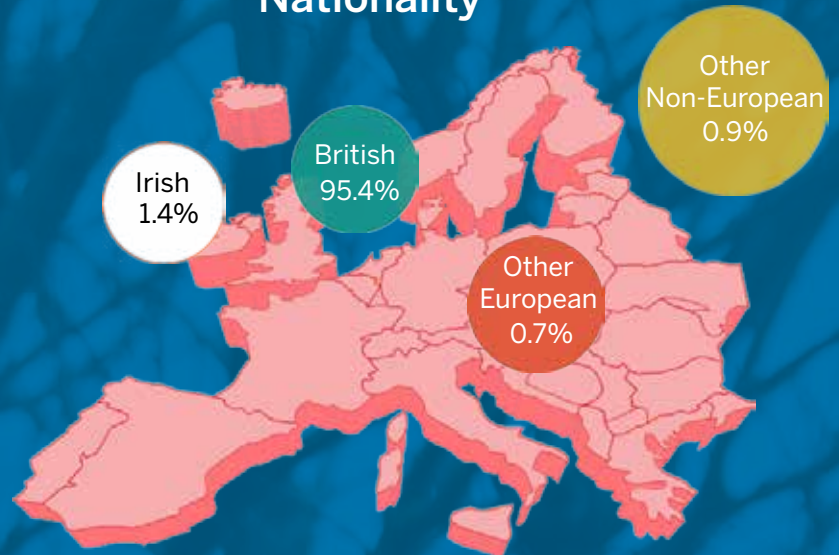 Nationality
Other
Non-European
0.9%
British
95.4%
Irish
1.4%
Other
European
0.7%